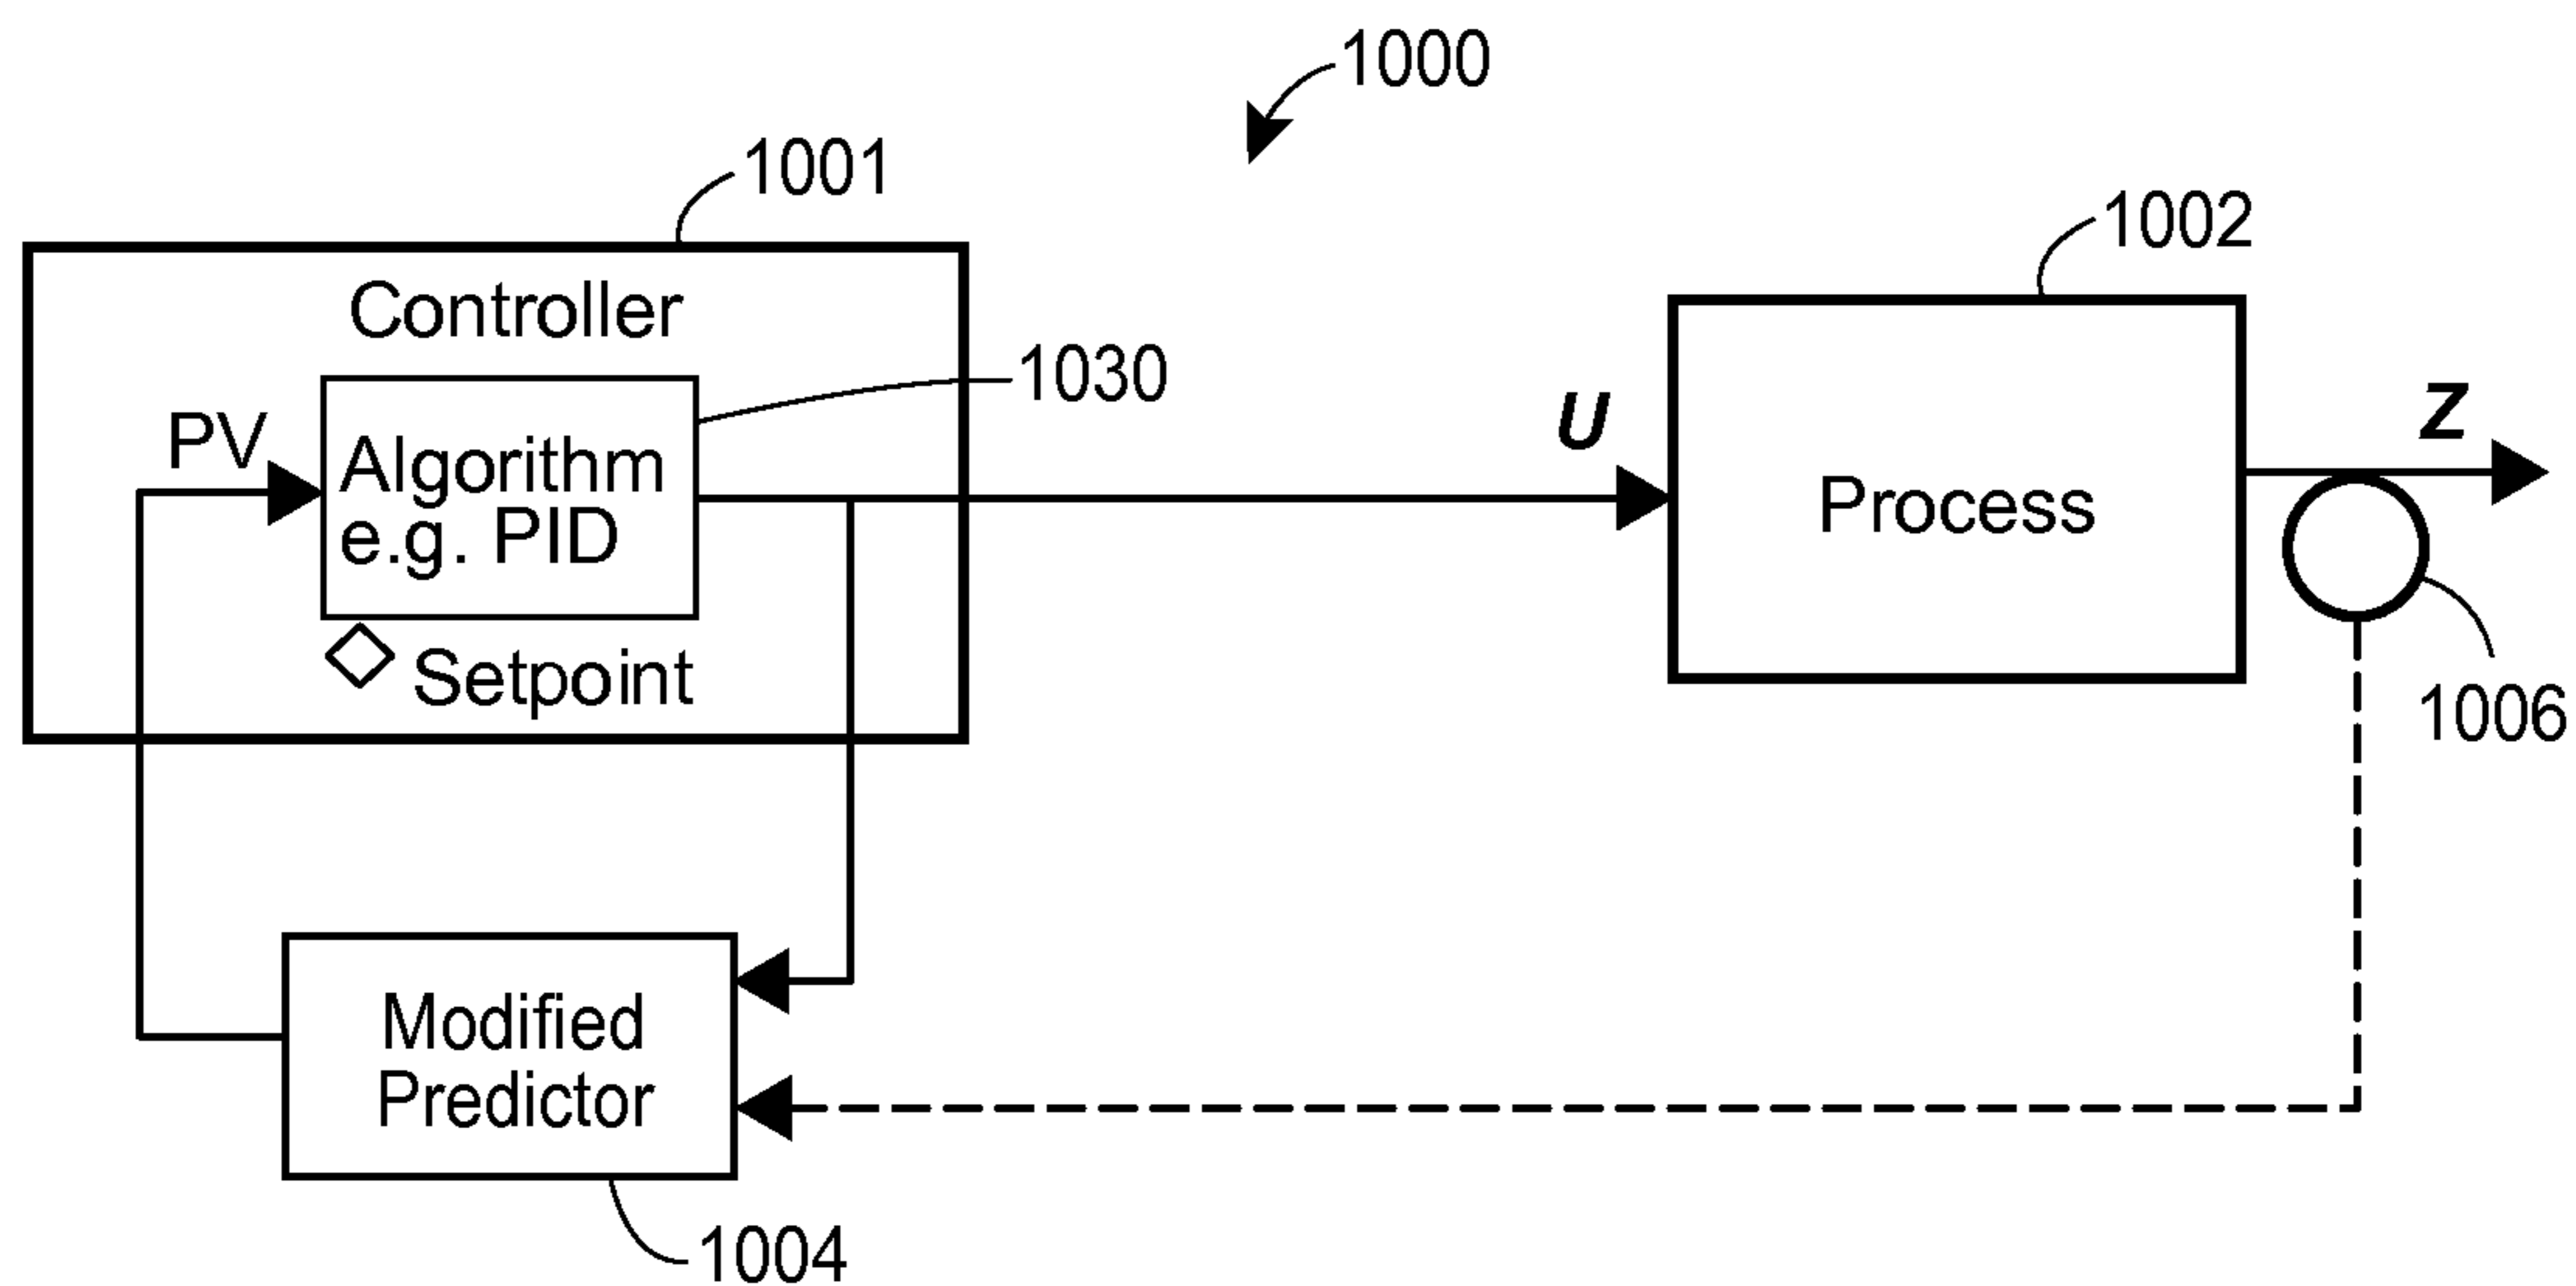 1000
1001
1002
Controller
1030
PV
Algorithm
e.g. PID
U
Z
Process
Setpoint
1006
Modified
Predictor
1004